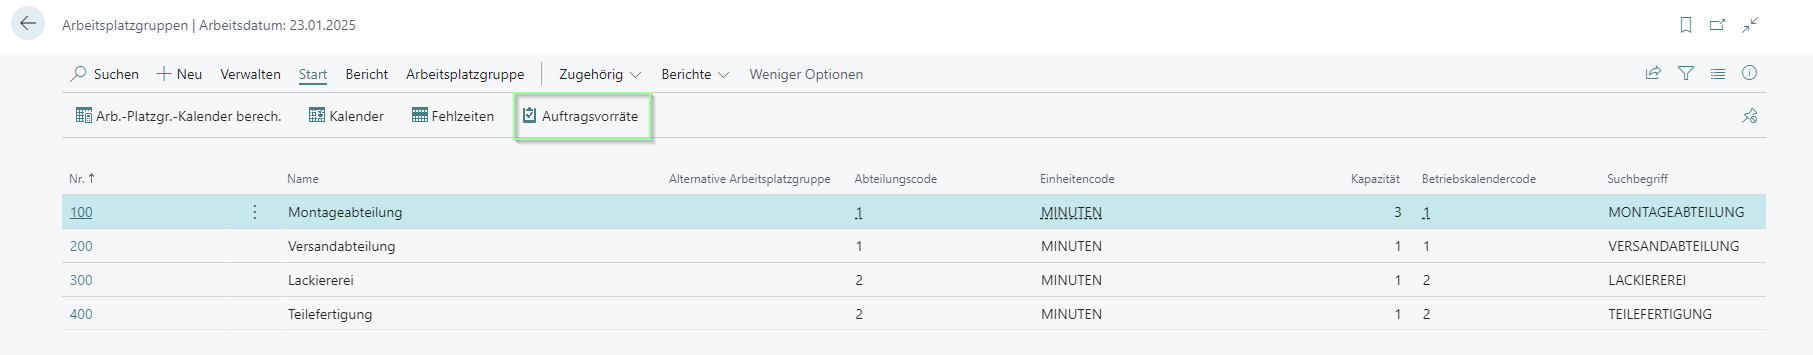 Arbeitsplatzgruppen | Arbeitsdatum: 23.01.2025
Suchen Neu Verwalten Start Bericht Arbeitsplatzgruppe Zugehörig Berichte Weniger Optionen
Arb.-Platzgr.-Kalender berech. Kalender Fehlzeiten Auftragsvorräte
Nr. ↑ Name Alternative Arbeitsplatzgruppe Abteilungscode Einheitencode Kapazität Betriebskalendercode Suchbegriff
100 Montageabteilung 1 MINUTEN 3 1 MONTAGEABTEILUNG
200 Versandabteilung 1 MINUTEN 1 1 VERSANDABTEILUNG
300 Lackiererei 2 MINUTEN 1 2 LACKIEREREI
400 Teilefertigung 2 MINUTEN 1 2 TEILEFERTIGUNG